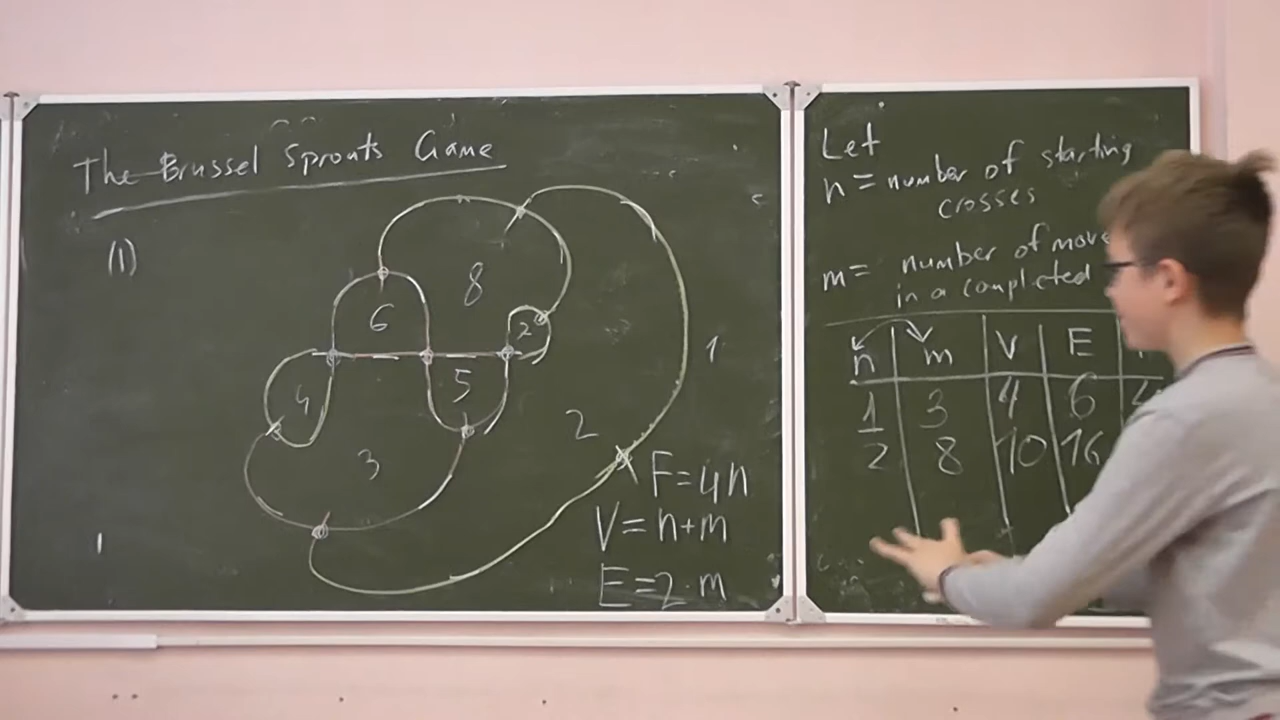 The Brussel Sprouts Game
(1)
8
6
2
5
4
1
2
3
F=4n
V=n+m
E=2·m
Let
n=number of starting
crosses
m= number of move
in a completed
n m V E
1 3 4 6 4
2 8 10 16